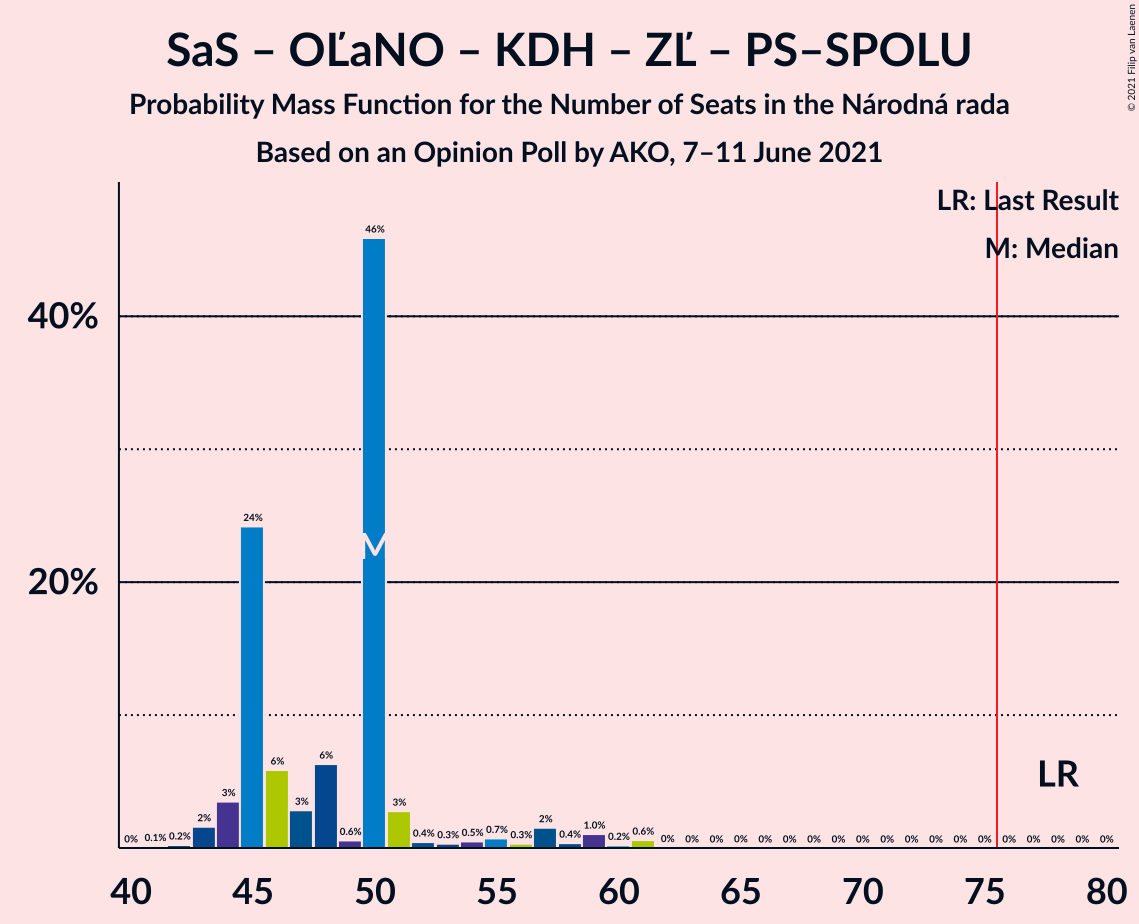 SaS – OĽaNO – KDH – ZĽ – PS–SPOLU
Probability Mass Function for the Number of Seats in the Národná rada
Based on an Opinion Poll by AKO, 7–11 June 2021
© 2021 Filip van Laenen
LR: Last Result
M: Median
46%
40%
24%
M
20%
LR
0% 0.1% 0.2% 2% 3% 6% 3% 6% 0.6% 3% 0.4% 0.3% 0.5% 0.7% 0.3% 2% 0.4% 1.0% 0.2% 0.6% 0% 0% 0% 0% 0% 0% 0% 0% 0% 0% 0% 0% 0% 0% 0% 0% 0% 0% 0%
40 45 50 55 60 65 70 75 80